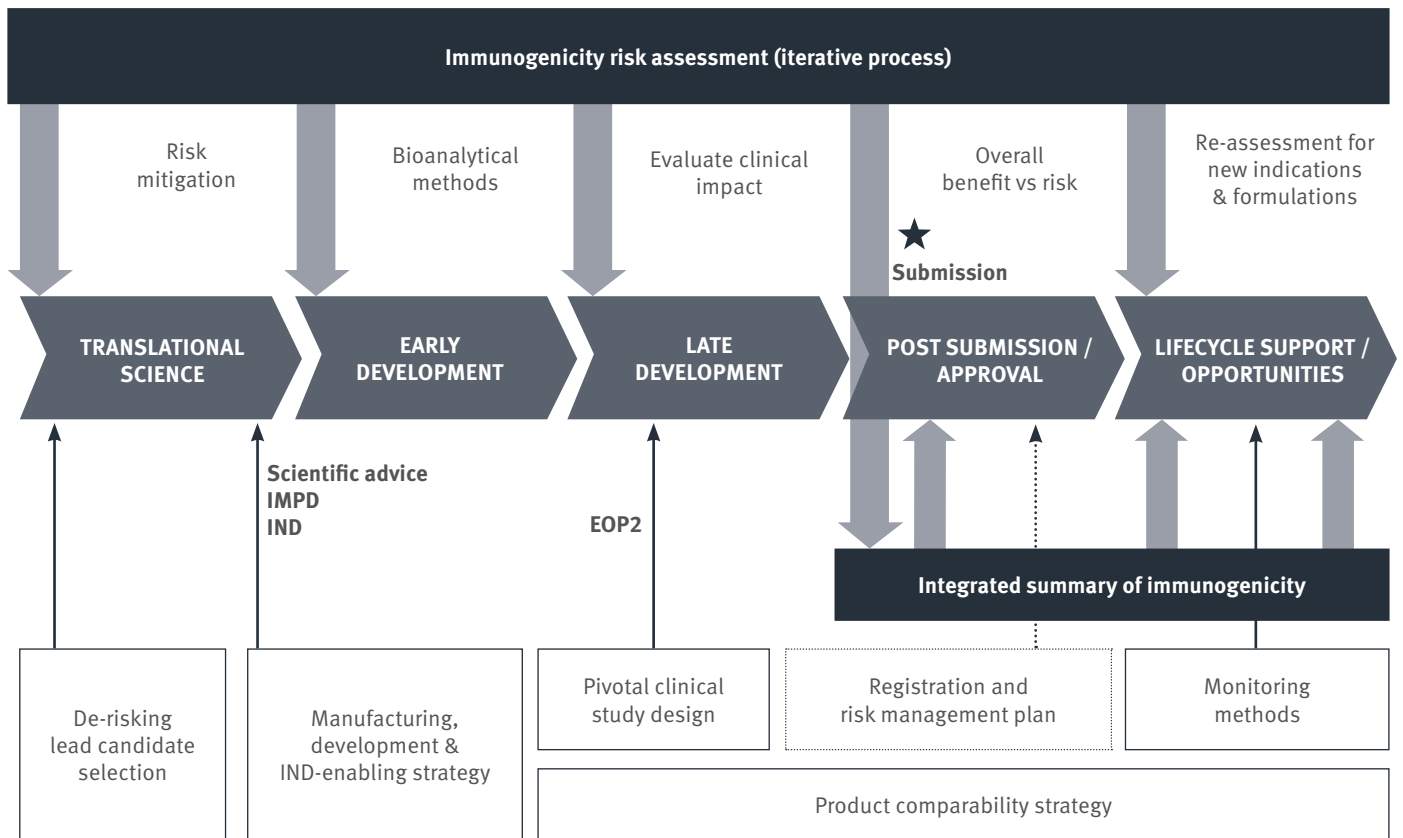 Immunogenicity risk assessment (iterative process)
Risk
mitigation
Bioanalytical
methods
Evaluate clinical
impact
Overall
benefit vs risk
Re-assessment for
new indications
& formulations
Submission
TRANSLATIONAL
SCIENCE
EARLY
DEVELOPMENT
LATE
DEVELOPMENT
POST SUBMISSION /
APPROVAL
LIFECYCLE SUPPORT /
OPPORTUNITIES
Scientific advice
IMPD
IND
EOP2
Integrated summary of immunogenicity
De-risking
lead candidate
selection
Manufacturing,
development &
IND-enabling strategy
Pivotal clinical
study design
Registration and
risk management plan
Monitoring
methods
Product comparability strategy